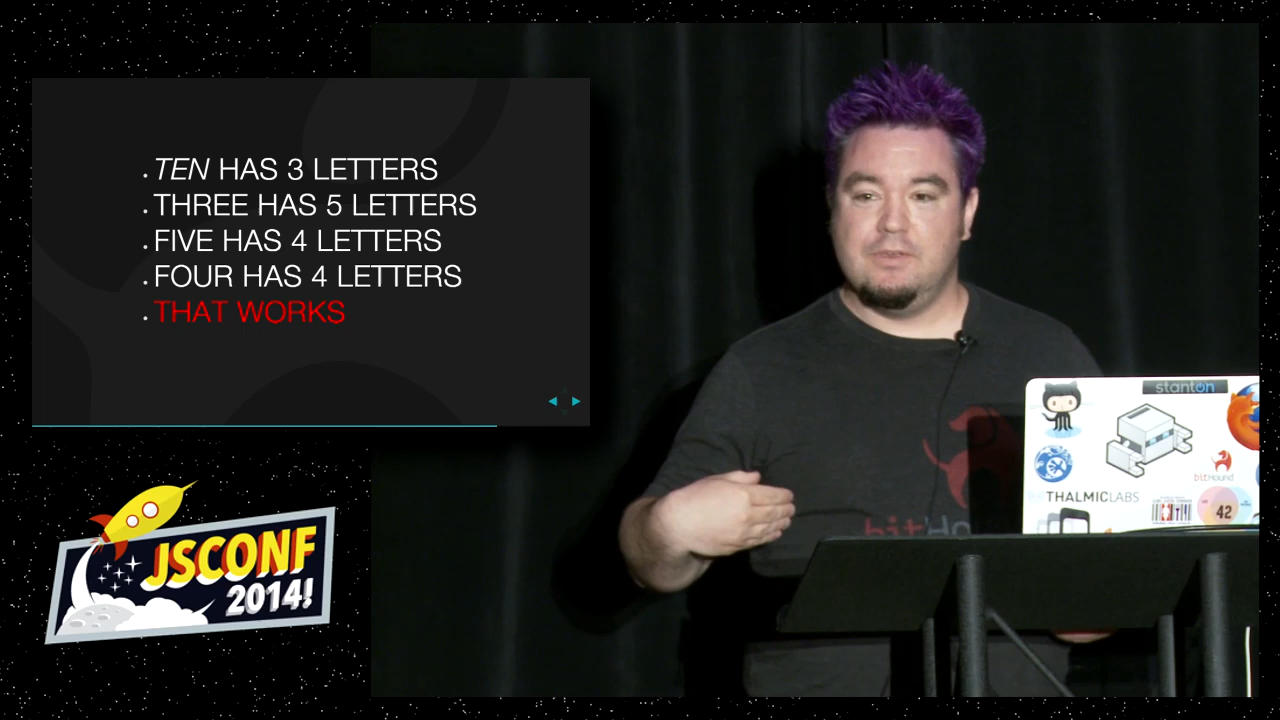 TEN HAS 3 LETTERS
THREE HAS 5 LETTERS
FIVE HAS 4 LETTERS
FOUR HAS 4 LETTERS
THAT WORKS
JSCONF
2014!
stanton
bitHound
THALMICLABS
42